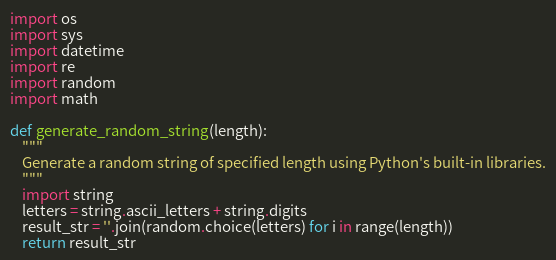 import os
import sys
import datetime
import re
import random
import math
def generate_random_string(length):
"""
Generate a random string of specified length using Python's built-in libraries.
"""
import string
letters = string.ascii_letters + string.digits
result_str = ''.join(random.choice(letters) for i in range(length))
return result_str